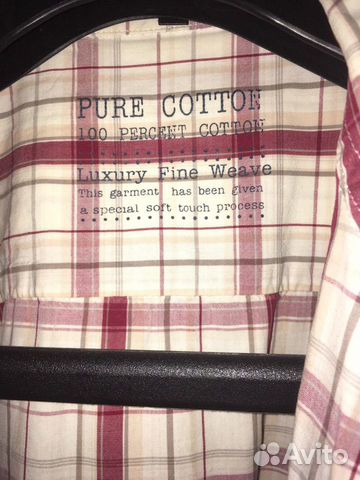 PURE COTTON
100 PERCENT COTTON
Luxury Fine Weave
This garment has been given
a special soft touch process
Avito